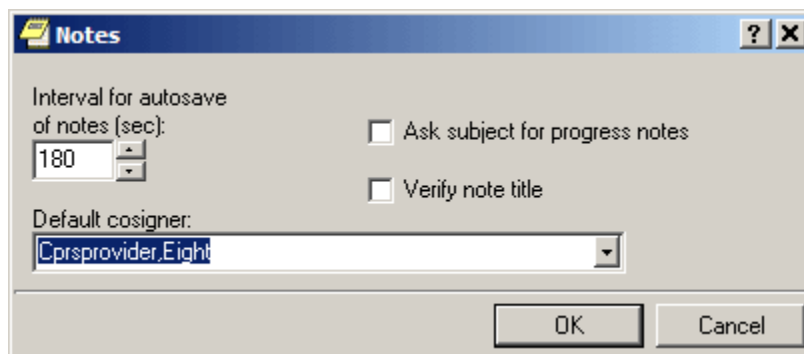 Notes
Interval for autosave
of notes (sec):
180
Ask subject for progress notes
Verify note title
Default cosigner:
Cprsprovider,Eight
OK Cancel